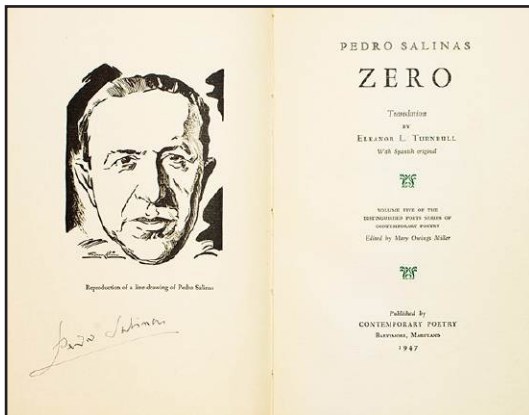 Reproduction of a line drawing of Pedro Salinas
Pedro Salinas
PEDRO SALINAS
ZERO
Translation
BY
ELEANOR L. TURNBULL
With Spanish original
VOLUME FIVE OF THE
DISTINGUISHED POETS SERIES OF
CONTEMPORARY POETRY
Edited by Mary Owings Miller
Published by
CONTEMPORARY POETRY
BALTIMORE, MARYLAND
1947